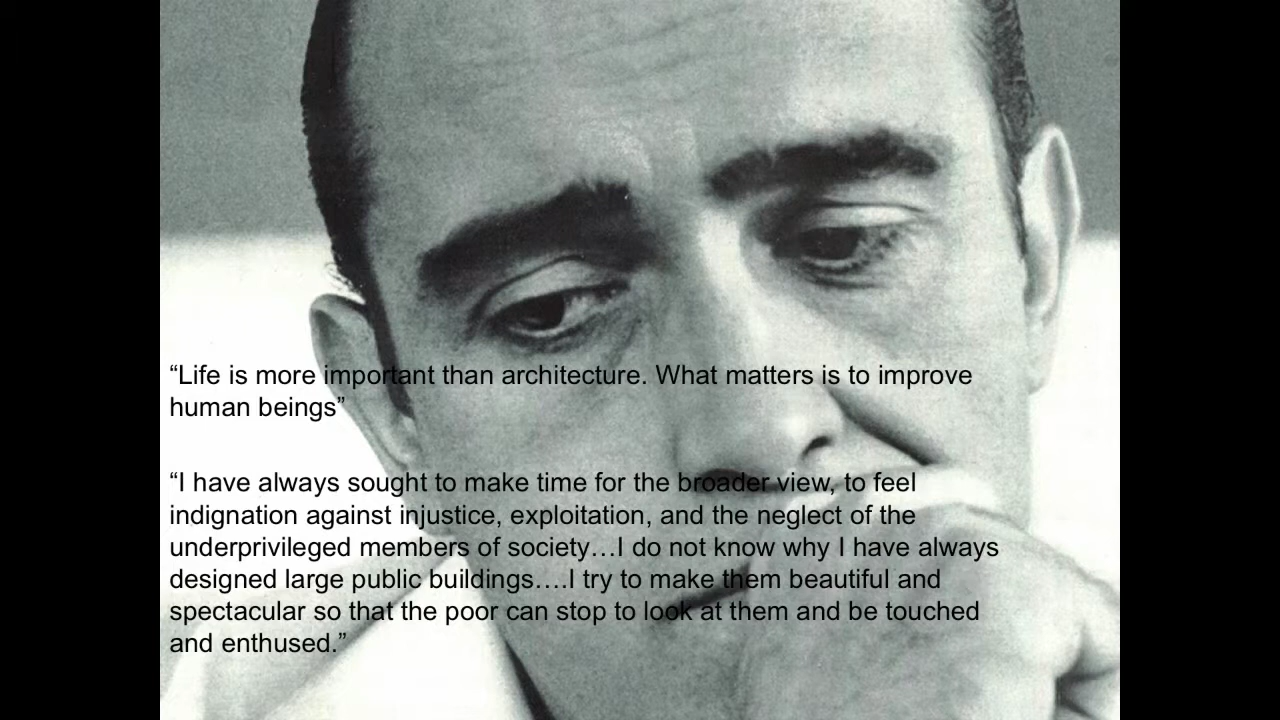 “Life is more important than architecture. What matters is to improve
human beings”
“I have always sought to make time for the broader view, to feel
indignation against injustice, exploitation, and the neglect of the
underprivileged members of society…I do not know why I have always
designed large public buildings….I try to make them beautiful and
spectacular so that the poor can stop to look at them and be touched
and enthused.”